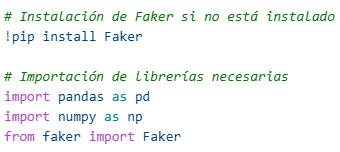 # Instalación de Faker si no está instalado
!pip install Faker
# Importación de librerías necesarias
import pandas as pd
import numpy as np
from faker import Faker